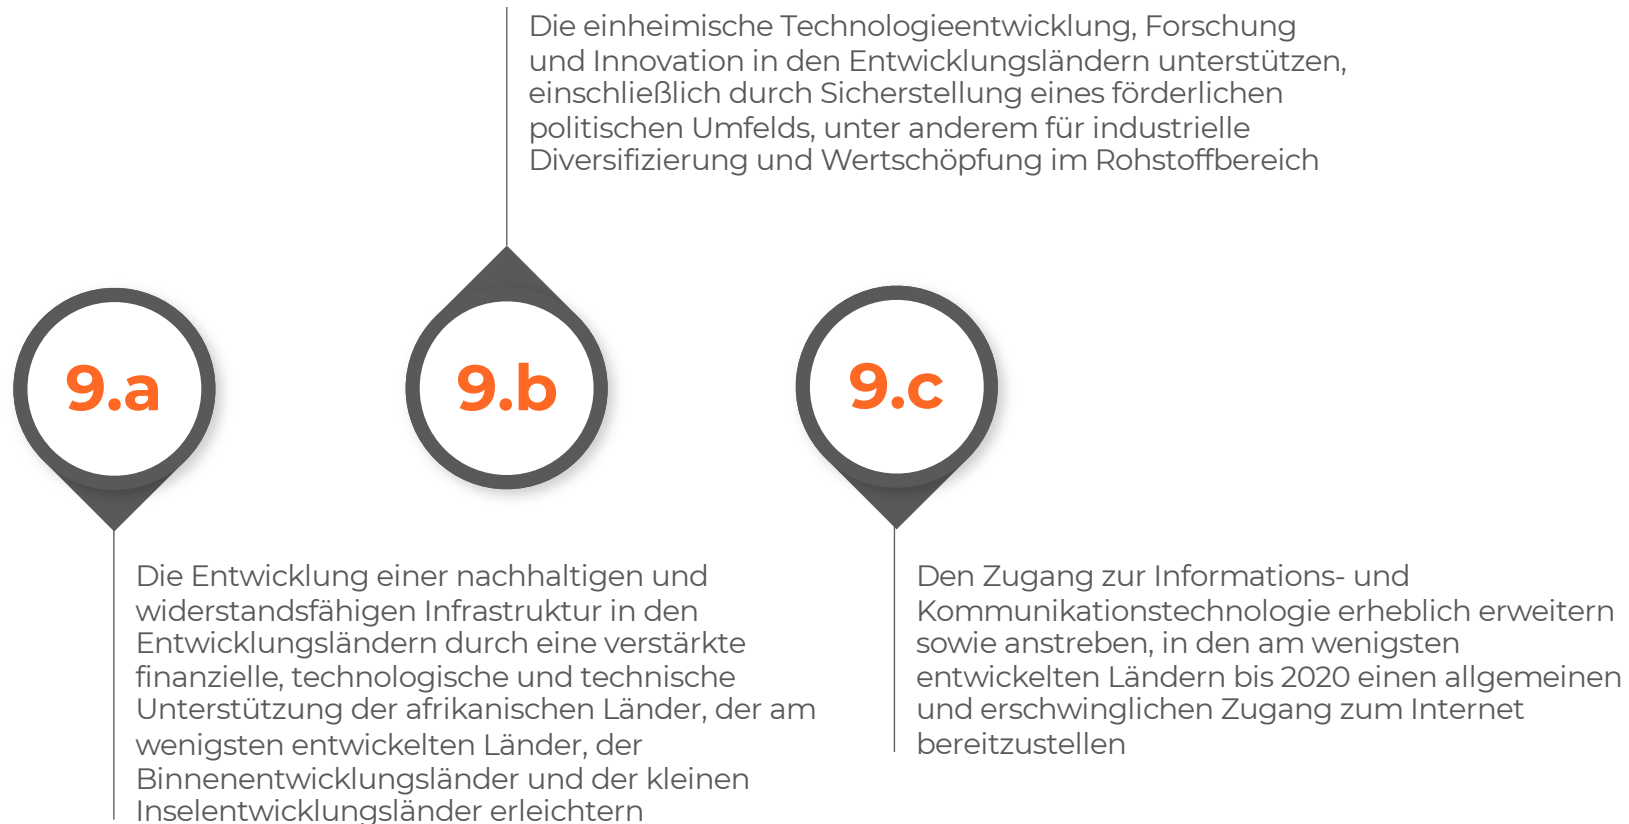 Die einheimische Technologieentwicklung, Forschung
und Innovation in den Entwicklungsländern unterstützen,
einschließlich durch Sicherstellung eines förderlichen
politischen Umfelds, unter anderem für industrielle
Diversifizierung und Wertschöpfung im Rohstoffbereich
9.a
9.b
9.c
Die Entwicklung einer nachhaltigen und
widerstandsfähigen Infrastruktur in den
Entwicklungsländern durch eine verstärkte
finanzielle, technologische und technische
Unterstützung der afrikanischen Länder, der am
wenigsten entwickelten Länder, der
Binnenentwicklungsländer und der kleinen
Inselentwicklungsländer erleichtern
Den Zugang zur Informations- und
Kommunikationstechnologie erheblich erweitern
sowie anstreben, in den am wenigsten
entwickelten Ländern bis 2020 einen allgemeinen
und erschwinglichen Zugang zum Internet
bereitzustellen